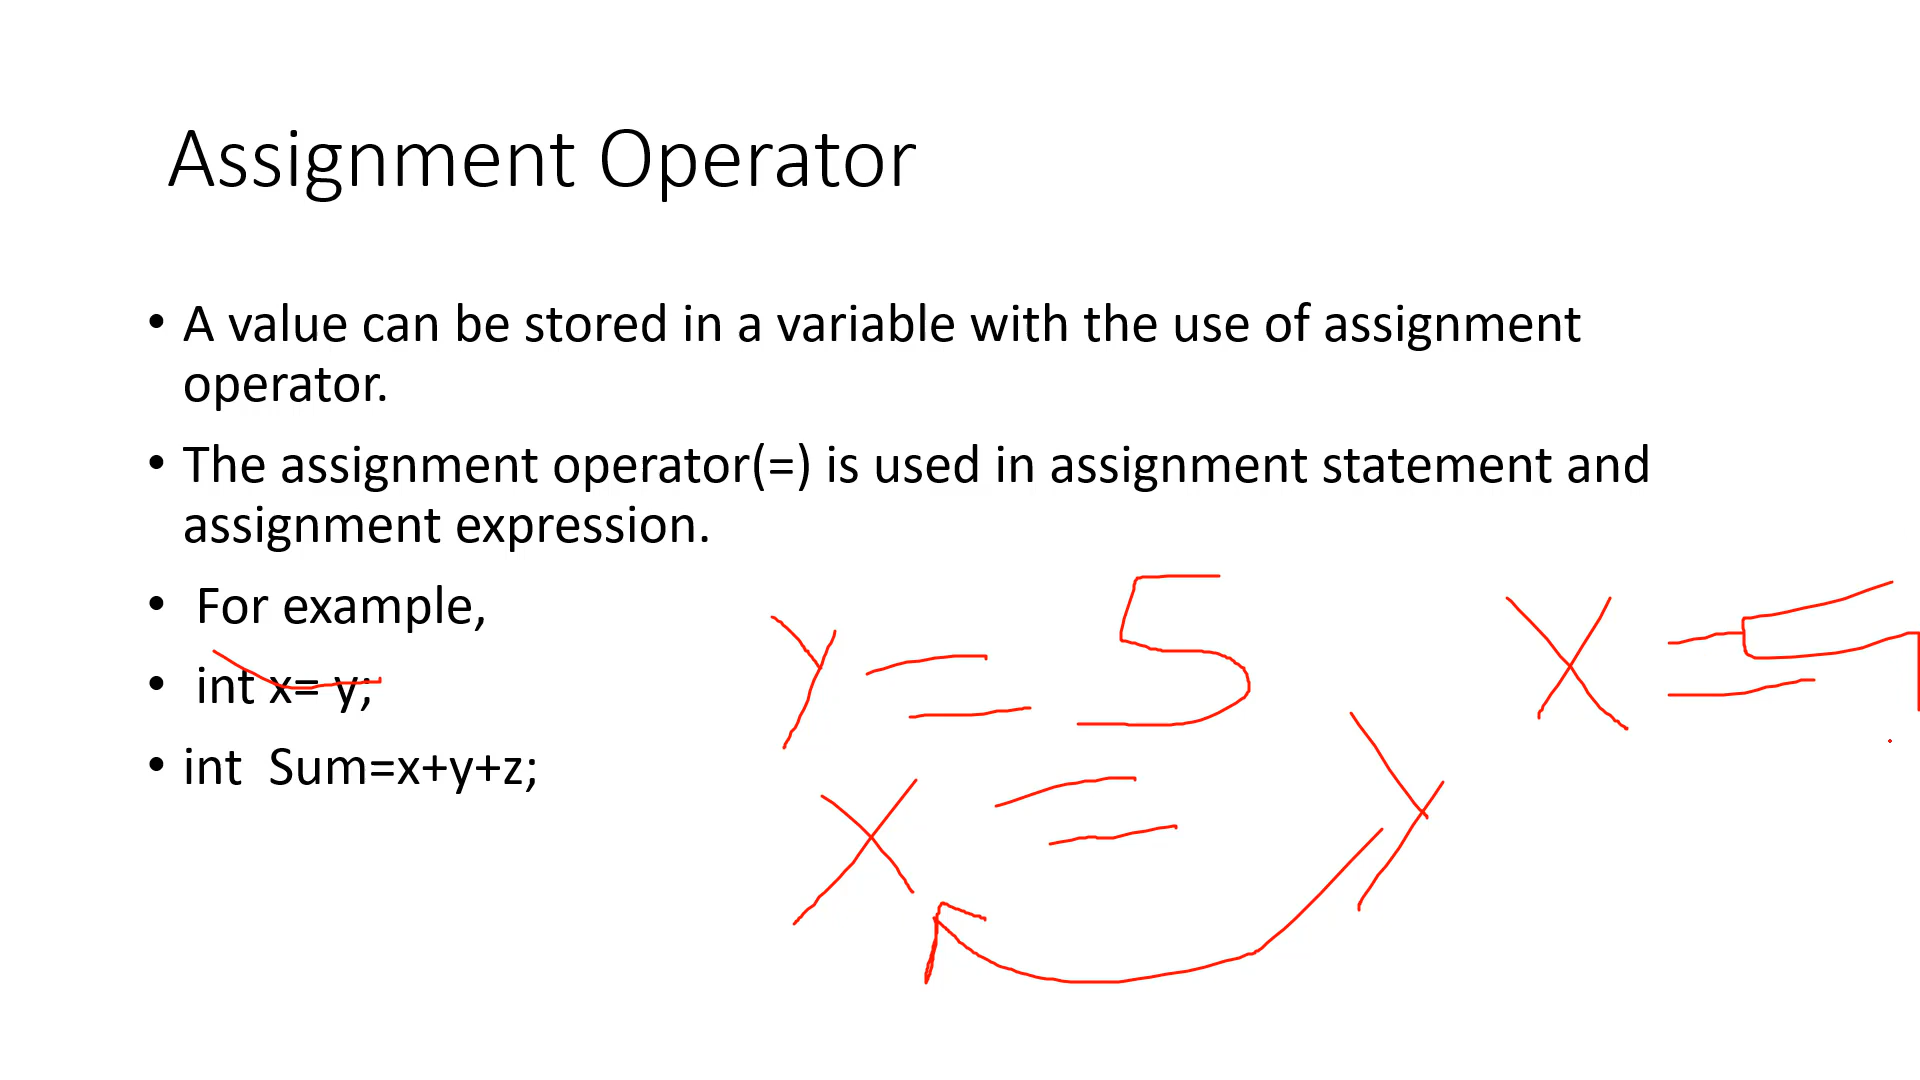 Assignment Operator
• A value can be stored in a variable with the use of assignment
operator.
• The assignment operator(=) is used in assignment statement and
assignment expression.
• For example,
• int x= y;
• int  Sum=x+y+z;
y = 5
x =
x = y